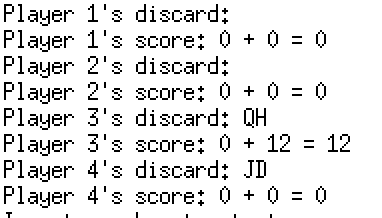 Player 1's discard:
Player 1's score: 0 + 0 = 0
Player 2's discard:
Player 2's score: 0 + 0 = 0
Player 3's discard: QH
Player 3's score: 0 + 12 = 12
Player 4's discard: JD
Player 4's score: 0 + 0 = 0